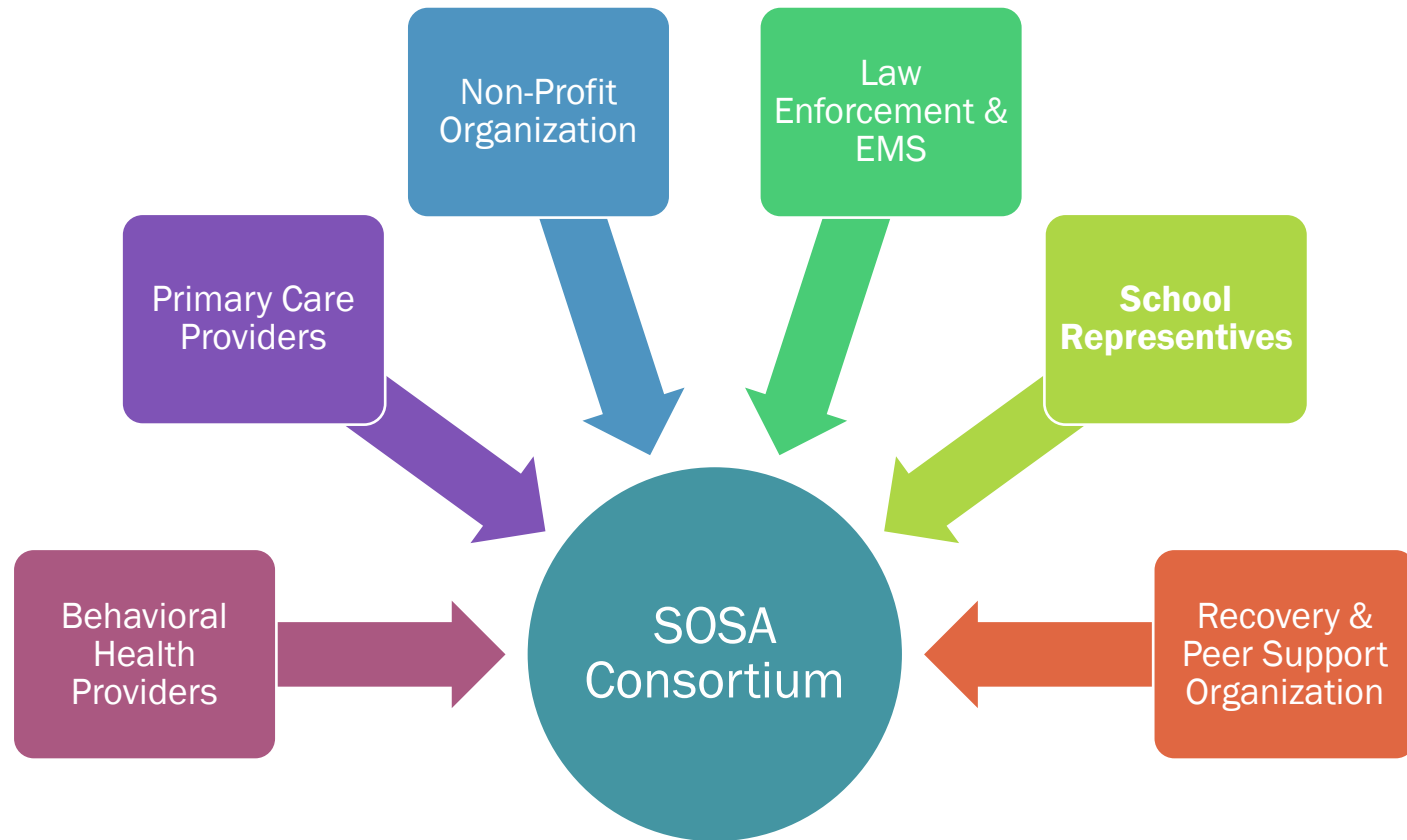 Non-Profit
Organization
Law
Enforcement &
EMS
Primary Care
Providers
School
Representives
Behavioral
Health
Providers
SOSA
Consortium
Recovery &
Peer Support
Organization